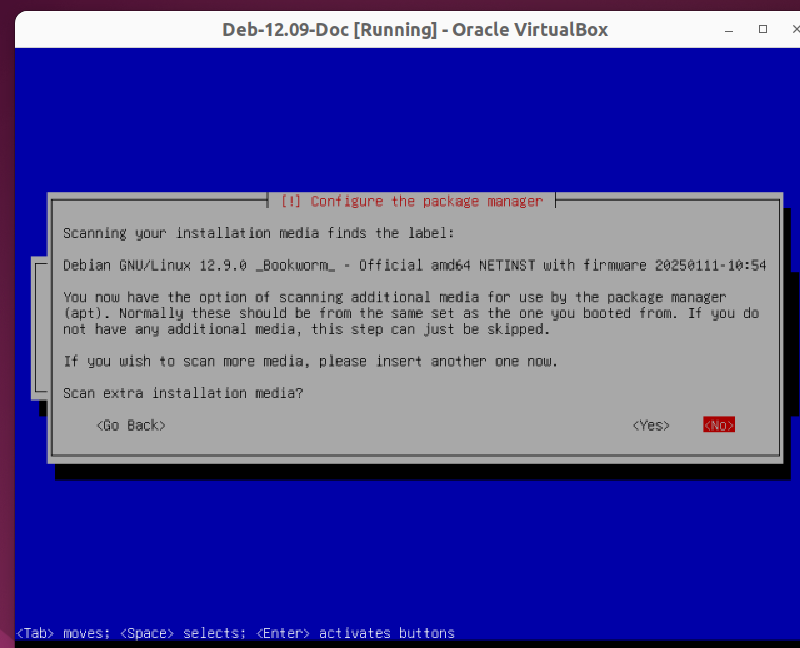 Deb-12.09-Doc [Running] - Oracle VirtualBox
[!] Configure the package manager
Scanning your installation media finds the label:
Debian GNU/Linux 12.9.0 _Bookworm_ - Official amd64 NETINST with firmware 20250111-10:54
You now have the option of scanning additional media for use by the package manager
(apt). Normally these should be from the same set as the one you booted from. If you do
not have any additional media, this step can just be skipped.
If you wish to scan more media, please insert another one now.
Scan extra installation media?
<Go Back> <Yes> <No>
<Tab> moves; <Space> selects; <Enter> activates buttons